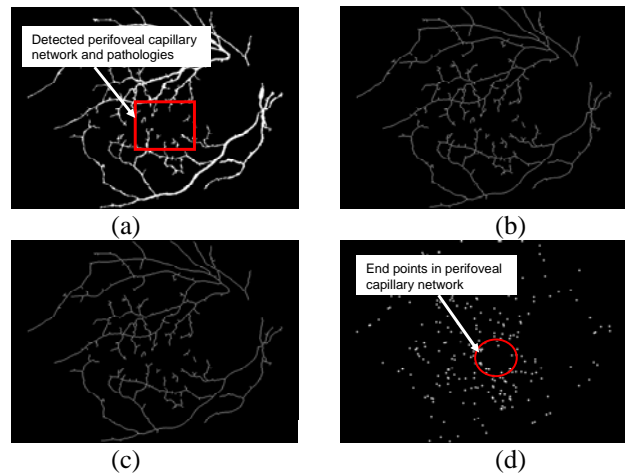 Detected perifoveal capillary
network and pathologies
(a)
(b)
End points in perifoveal
capillary network
(c)
(d)